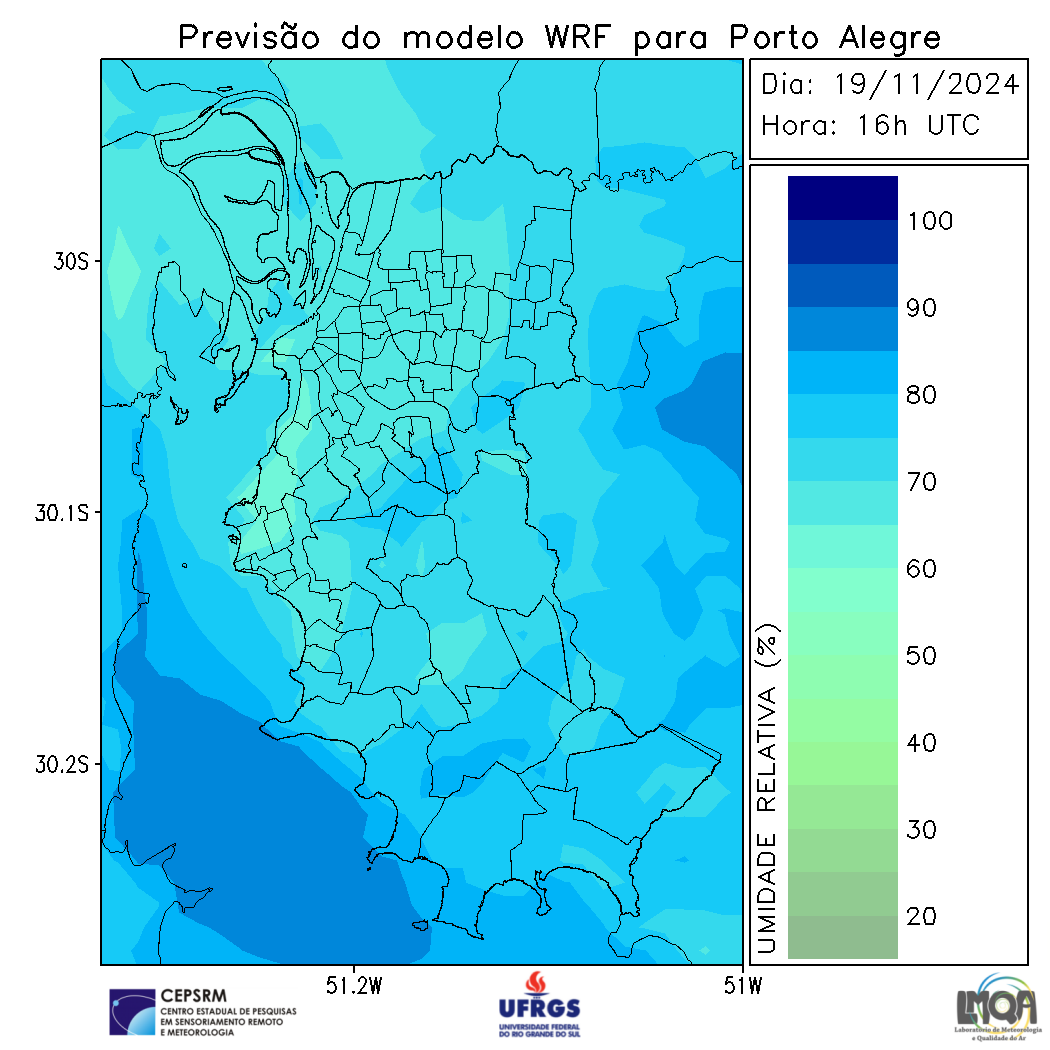 Previsão do modelo WRF para Porto Alegre
Dia: 19/11/2024
Hora: 16h UTC
30S
30.1S
30.2S
51.2W
51W
UMIDADE RELATIVA (%)
100
90
80
70
60
50
40
30
20
CEPSRM
CENTRO ESTADUAL DE PESQUISAS
EM SENSORIAMENTO REMOTO
E METEOROLOGIA
UFRGS
UNIVERSIDADE FEDERAL
DO RIO GRANDE DO SUL
LMQA
Laboratório de Meteorologia
e Qualidade do Ar